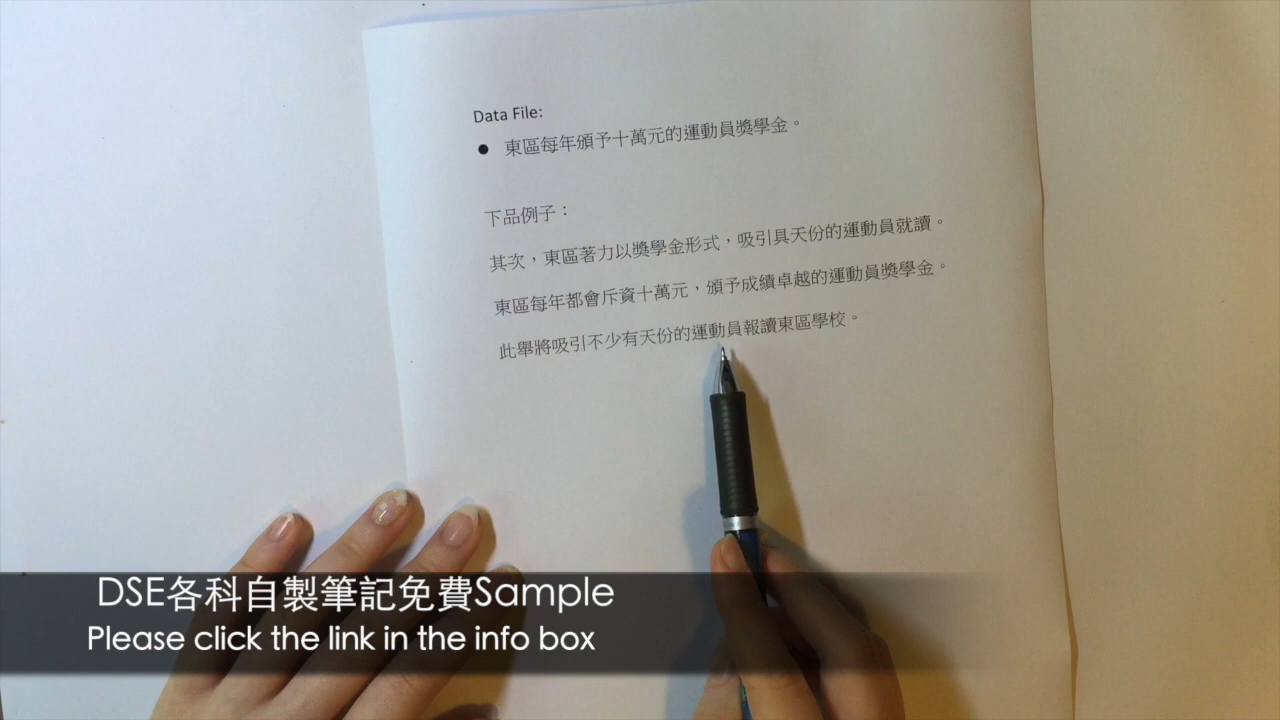 Data File:
● 東區每年頒予十萬元的運動員獎學金。
下品例子：
其次，東區著力以獎學金形式，吸引具天份的運動員就讀。
東區每年都會斥資十萬元，頒予成績卓越的運動員獎學金。
此舉將吸引不少有天份的運動員報讀東區學校。
DSE各科自製筆記免費Sample
Please click the link in the info box